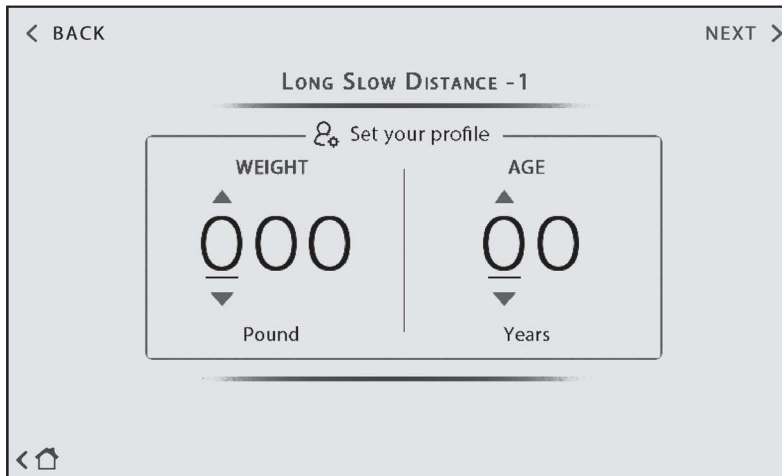 < BACK NEXT >
LONG SLOW DISTANCE -1
Set your profile
WEIGHT AGE
000 00
Pound Years